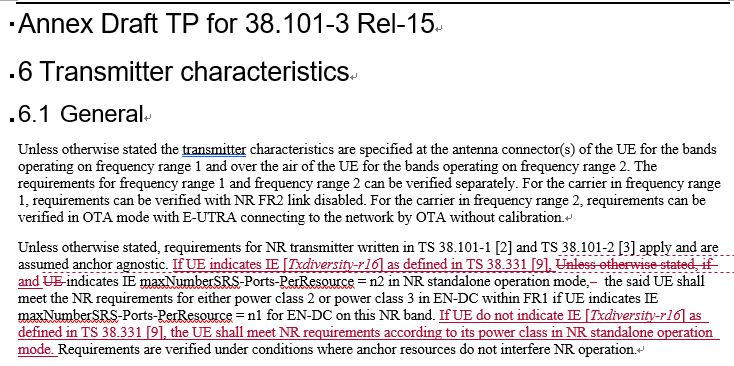 Annex Draft TP for 38.101-3 Rel-15
6 Transmitter characteristics
6.1 General
Unless otherwise stated the transmitter characteristics are specified at the antenna connector(s) of the UE for the bands
operating on frequency range 1 and over the air of the UE for the bands operating on frequency range 2. The
requirements for frequency range 1 and frequency range 2 can be verified separately. For the carrier in frequency range
1, requirements can be verified with NR FR2 link disabled. For the carrier in frequency range 2, requirements can be
verified in OTA mode with E-UTRA connecting to the network by OTA without calibration.
Unless otherwise stated, requirements for NR transmitter written in TS 38.101-1 [2] and TS 38.101-2 [3] apply and are
assumed anchor agnostic. If UE indicates IE [Txdiversity-r16] as defined in TS 38.331 [9], Unless otherwise stated, if
and UE indicates IE maxNumberSRS-Ports-PerResource = n2 in NR standalone operation mode,– the said UE shall
meet the NR requirements for either power class 2 or power class 3 in EN-DC within FR1 if UE indicates IE
maxNumberSRS-Ports-PerResource = n1 for EN-DC on this NR band. If UE do not indicate IE [Txdiversity-r16] as
defined in TS 38.331 [9], the UE shall meet NR requirements according to its power class in NR standalone operation
mode. Requirements are verified under conditions where anchor resources do not interfere NR operation.